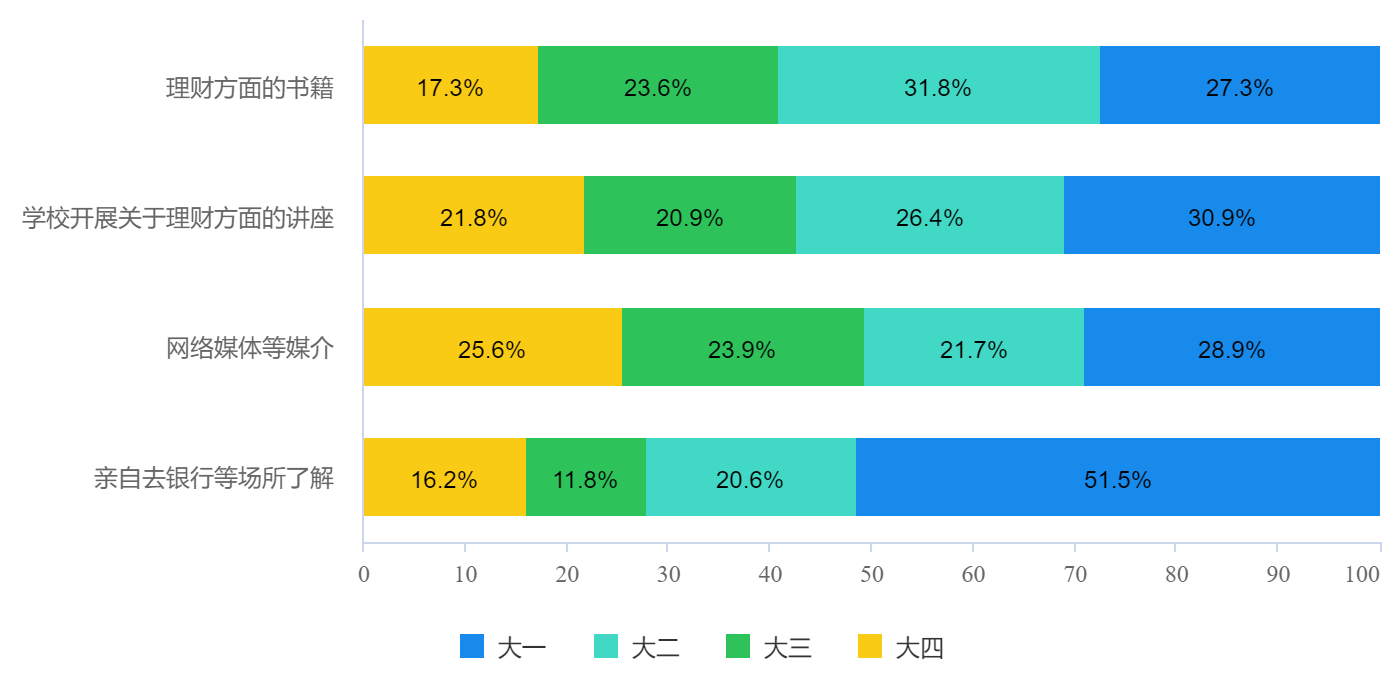 理财方面的书籍 17.3% 23.6% 31.8% 27.3%
学校开展关于理财方面的讲座 21.8% 20.9% 26.4% 30.9%
网络媒体等媒介 25.6% 23.9% 21.7% 28.9%
亲自去银行等场所了解 16.2% 11.8% 20.6% 51.5%
0 10 20 30 40 50 60 70 80 90 100
大一 大二 大三 大四